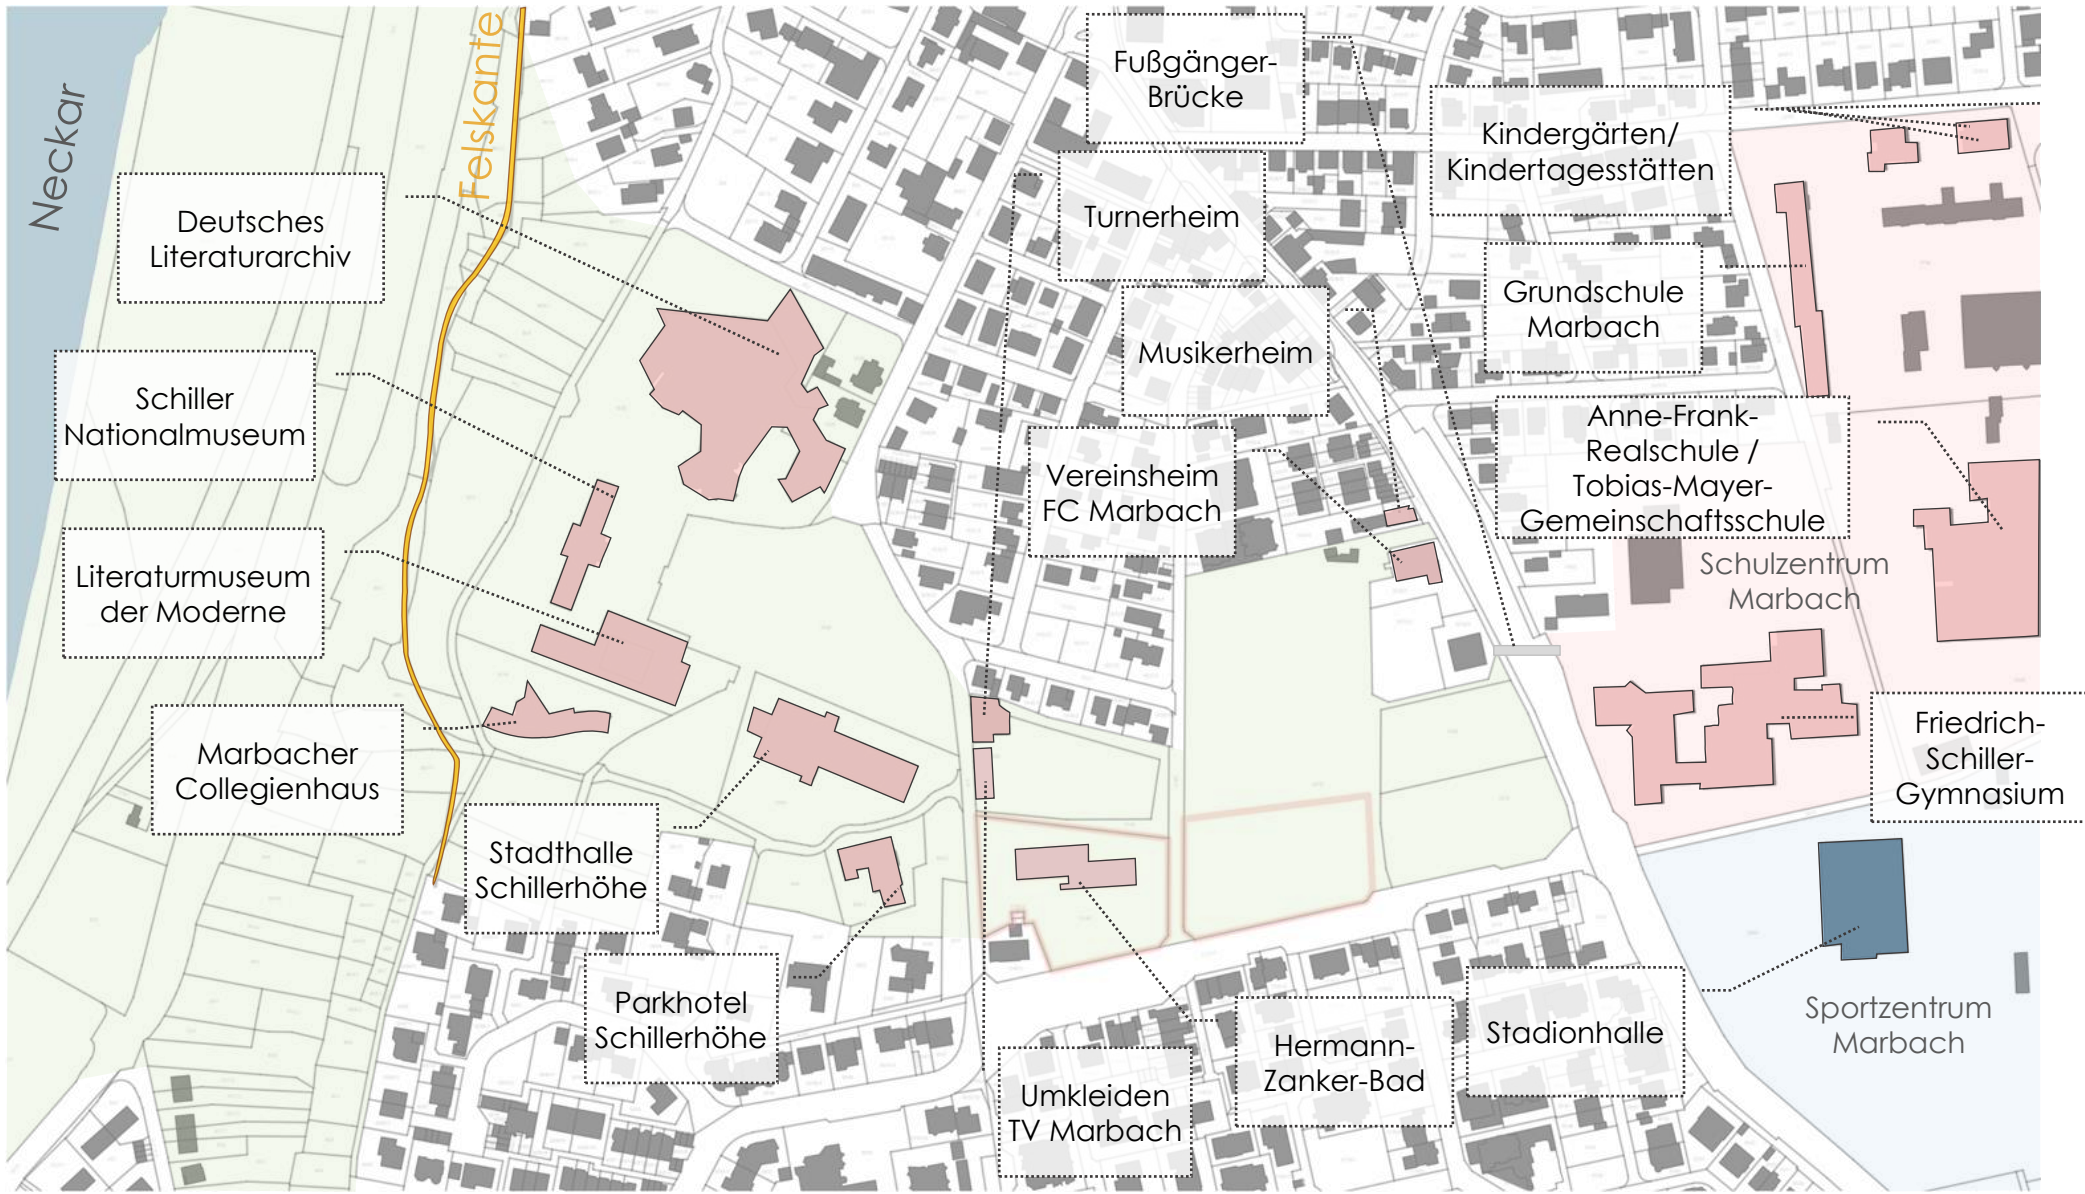 Neckar
Felskante
Deutsches
Literaturarchiv
Schiller
Nationalmuseum
Literaturmuseum
der Moderne
Marbacher
Collegienhaus
Stadthalle
Schillerhöhe
Parkhotel
Schillerhöhe
Fußgänger-
Brücke
Turnerheim
Musikerheim
Vereinsheim
FC Marbach
Kindergärten/
Kindertagesstätten
Grundschule
Marbach
Anne-Frank-
Realschule /
Tobias-Mayer-
Gemeinschaftsschule
Schulzentrum
Marbach
Friedrich-
Schiller-
Gymnasium
Umkleiden
TV Marbach
Hermann-
Zanker-Bad
Stadionhalle
Sportzentrum
Marbach